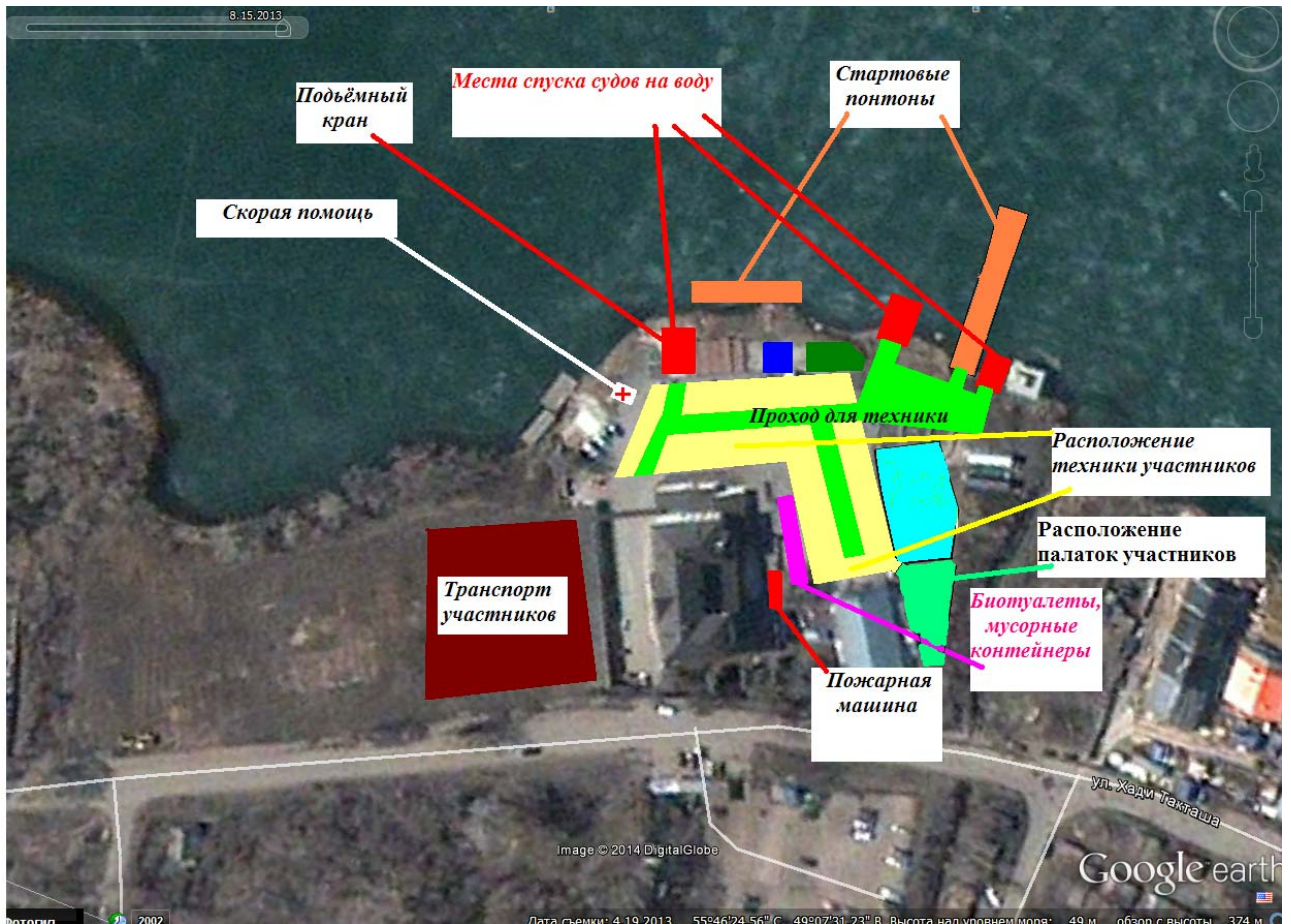 8.15.2013
Подьёмный
кран
Места спуска судов на воду
Стартовые
понтоны
Скорая помощь
Проход для техники
Расположение
техники участников
Расположение
палаток участников
Транспорт
участников
Биотуалеты,
мусорные
контейнеры
Пожарная
машина
ул. Хади Такташа
Image © 2014 DigitalGlobe
Google earth
2002
Дата съемки: 4.19.2013 55°46'24.56" С 49°07'31.23" В Высота над уровнем моря: 49 м обзор с высоты 374 м